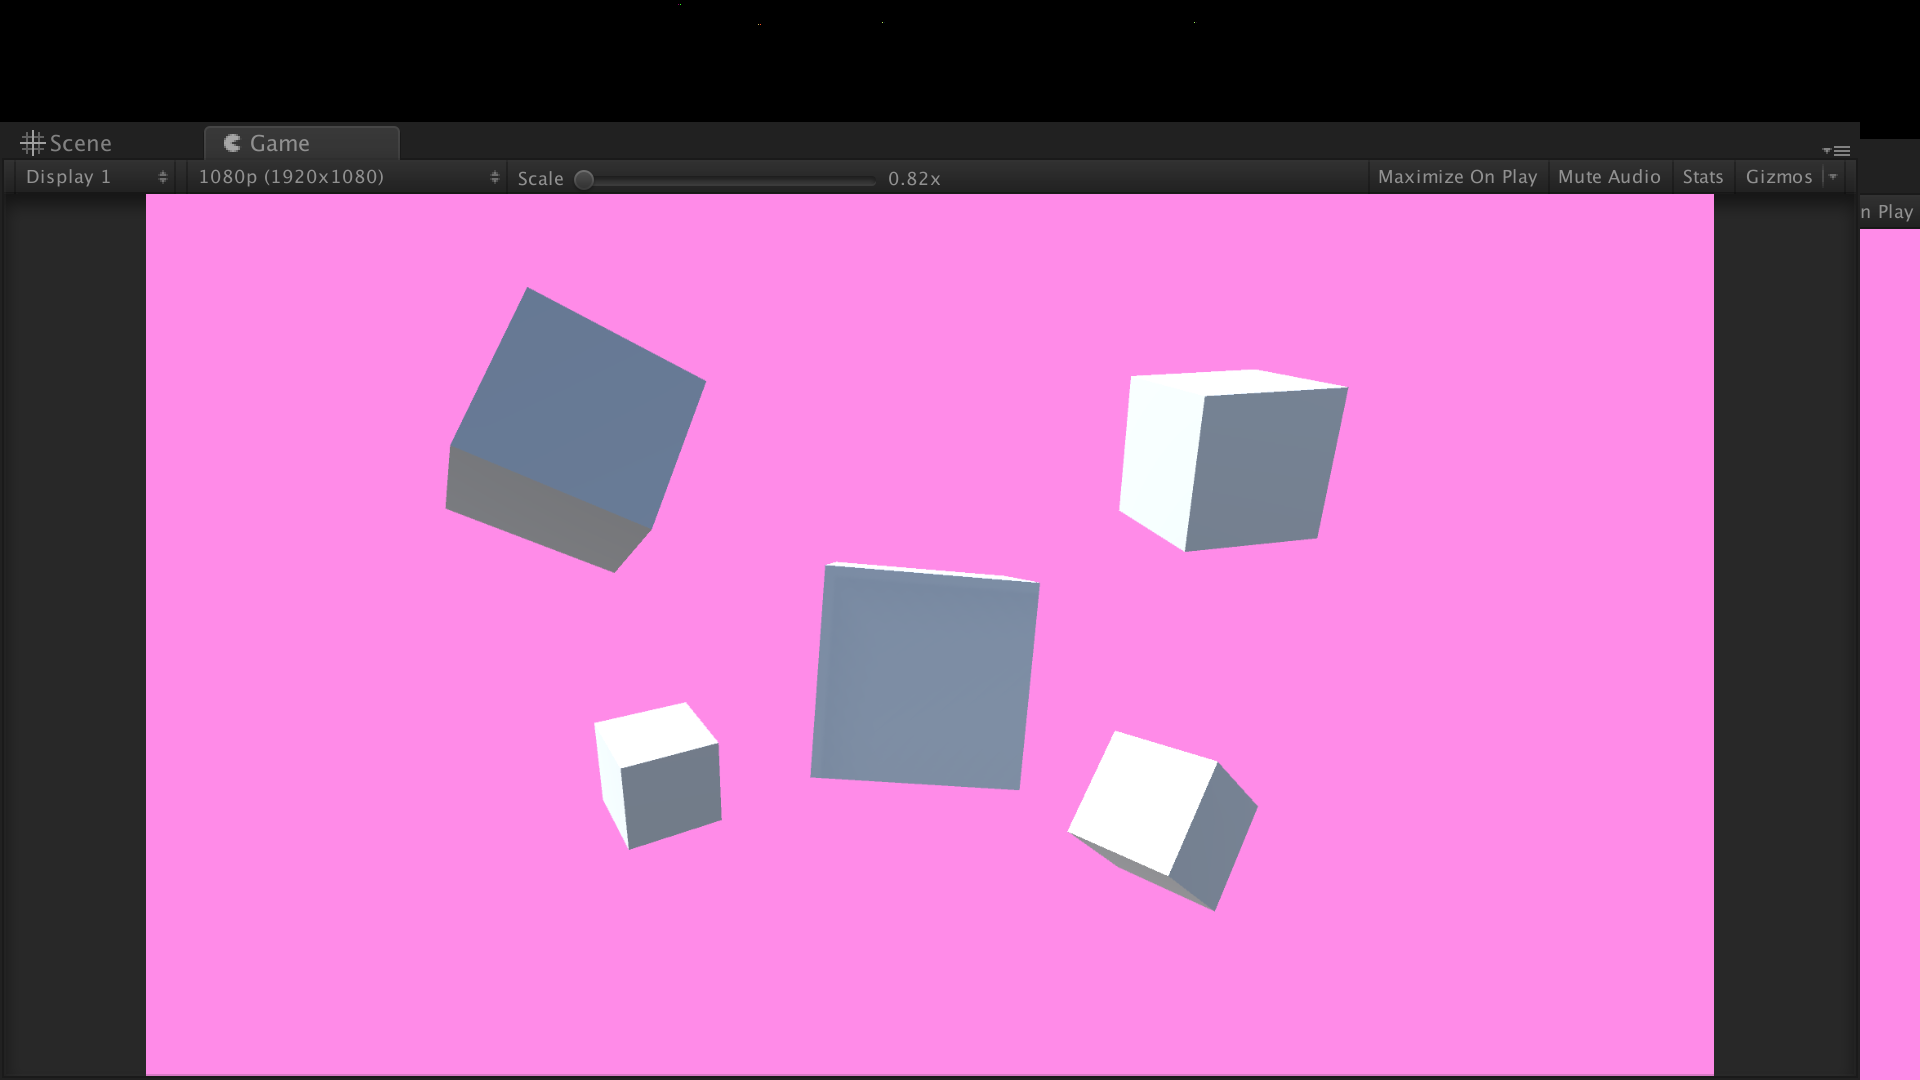 Scene
Game
Display 1
1080p (1920x1080)
Scale
0.82x
Maximize On Play
Mute Audio
Stats
Gizmos
n Play